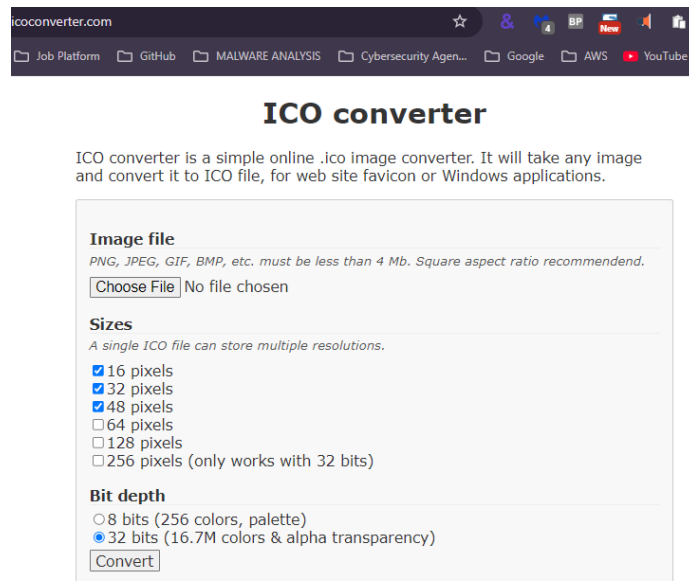 icoconverter.com
& 4 BP New
Job Platform GitHub MALWARE ANALYSIS Cybersecurity Agen... Google AWS YouTube
ICO converter
ICO converter is a simple online .ico image converter. It will take any image
and convert it to ICO file, for web site favicon or Windows applications.
Image file
PNG, JPEG, GIF, BMP, etc. must be less than 4 Mb. Square aspect ratio recommendend.
Choose File No file chosen
Sizes
A single ICO file can store multiple resolutions.
16 pixels
32 pixels
48 pixels
64 pixels
128 pixels
256 pixels (only works with 32 bits)
Bit depth
8 bits (256 colors, palette)
32 bits (16.7M colors & alpha transparency)
Convert